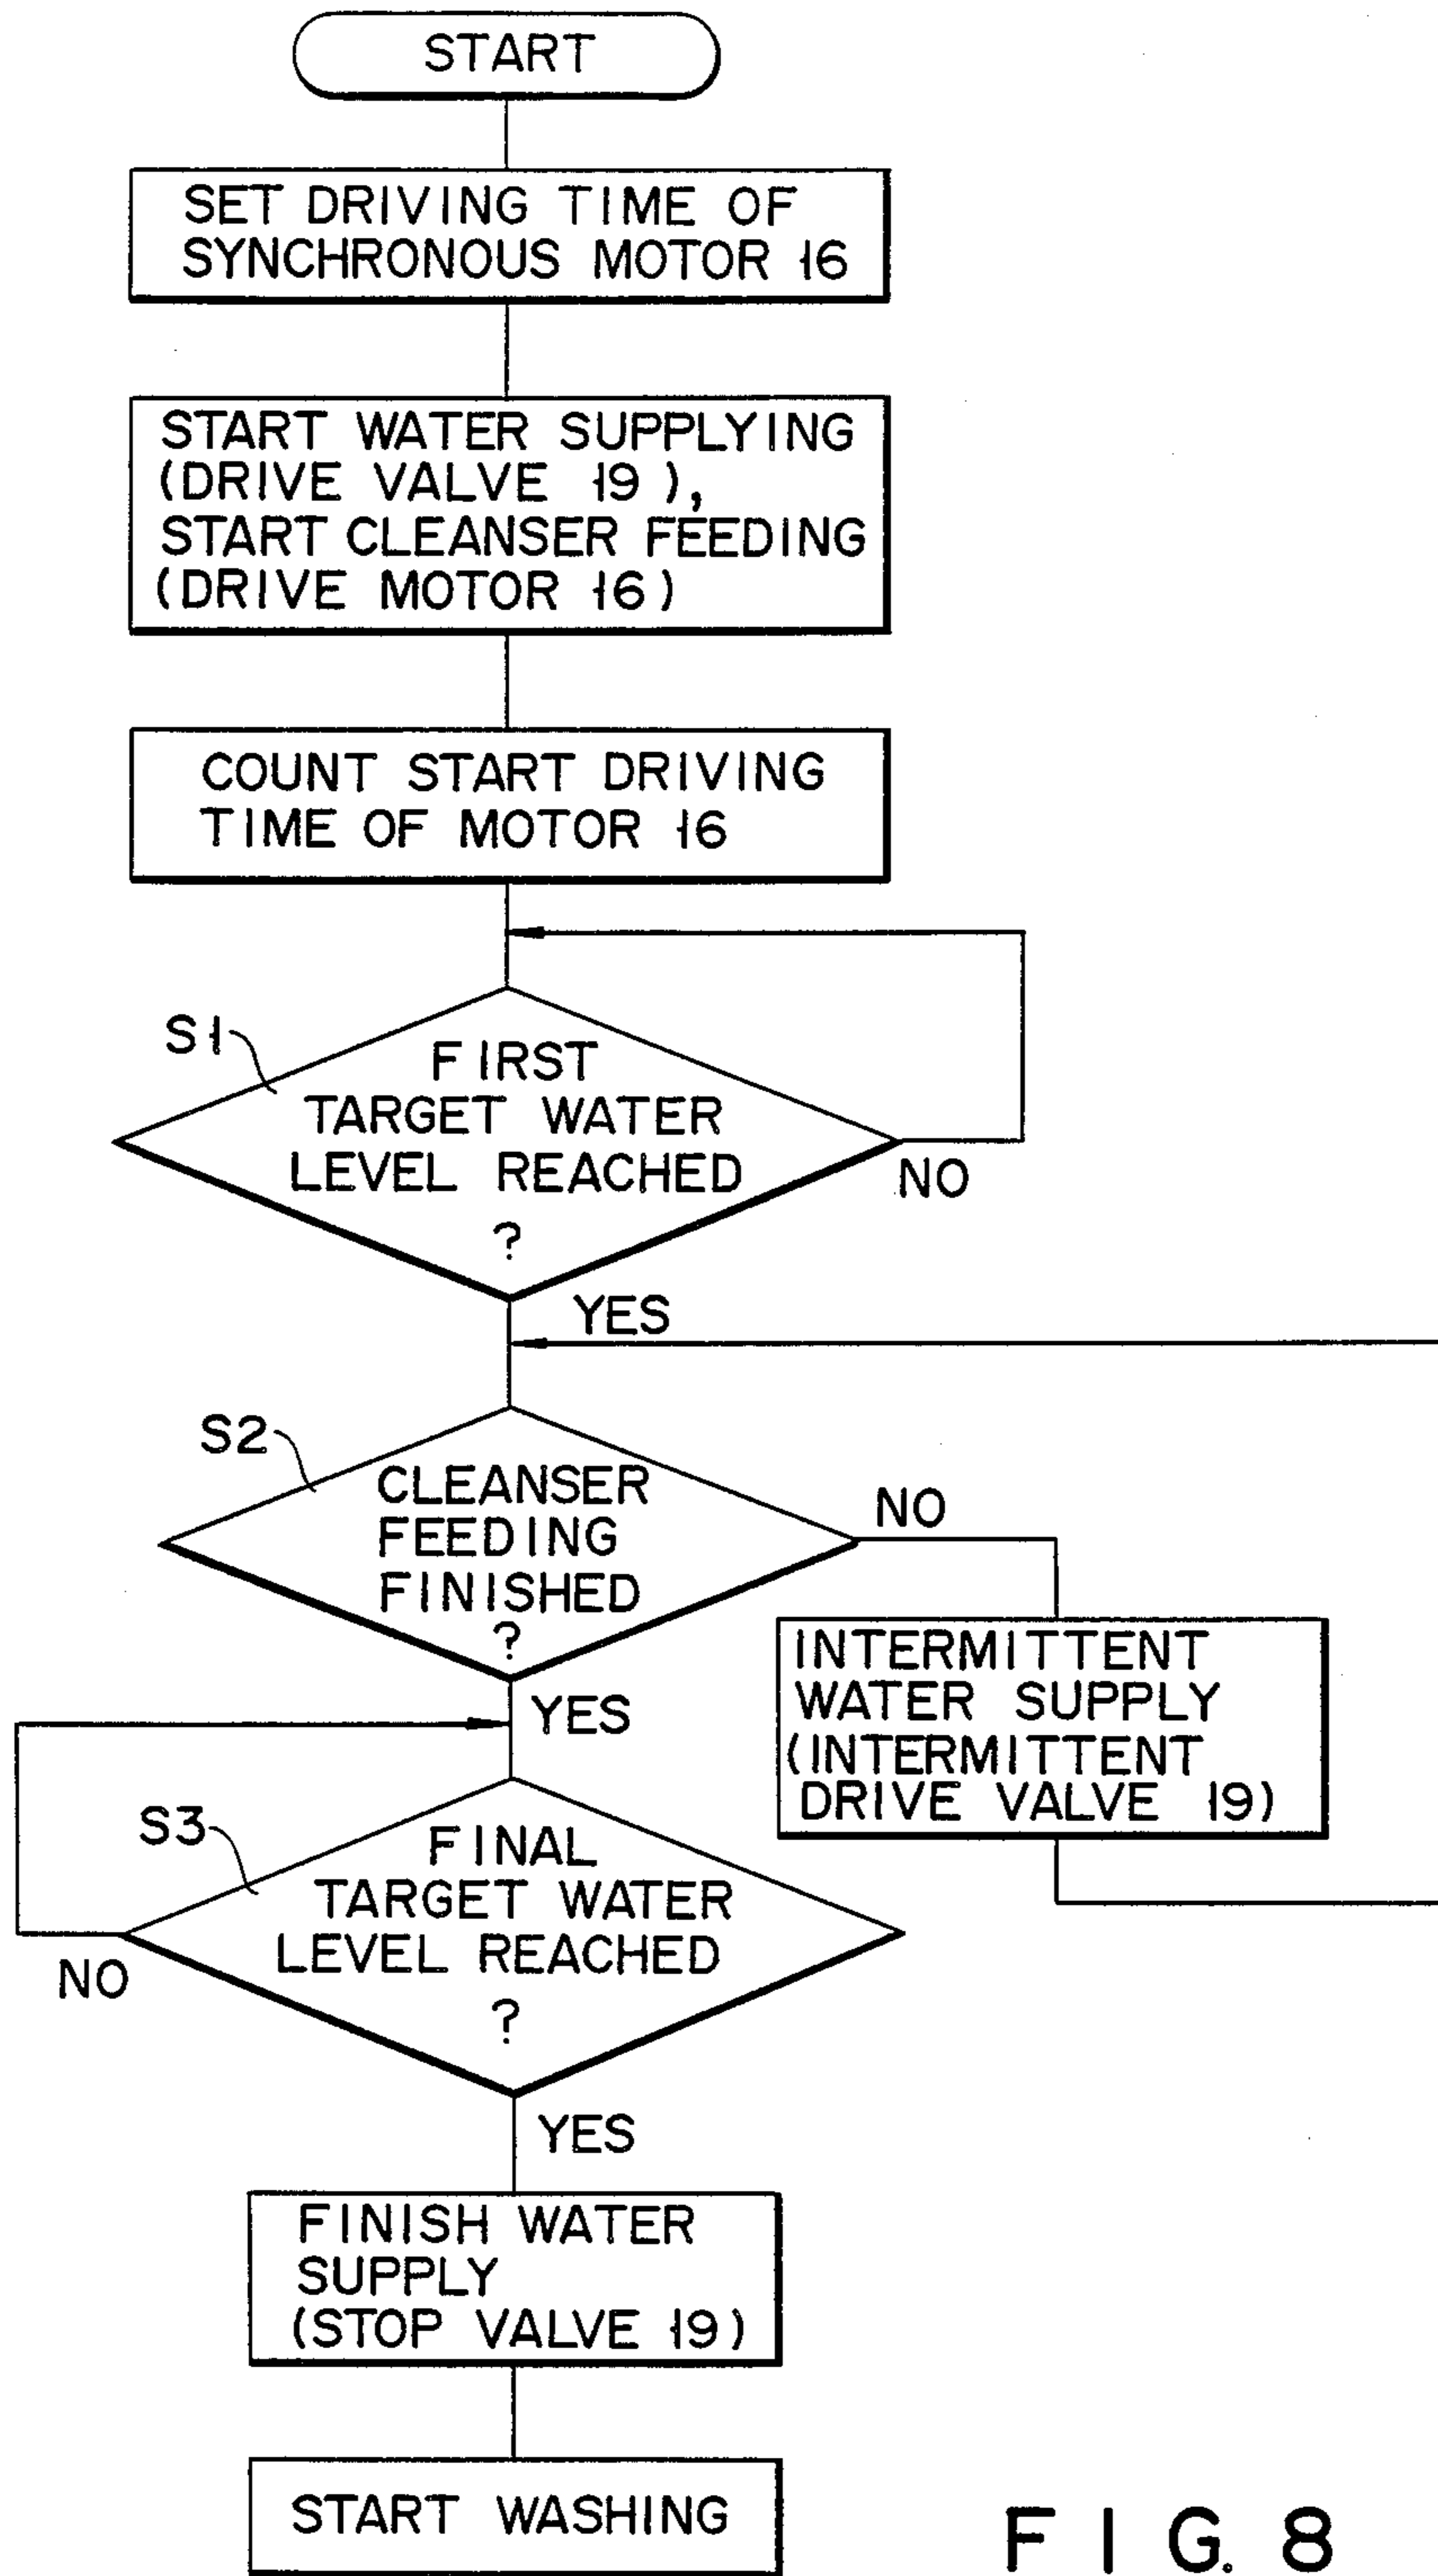 START
SET DRIVING TIME OF
SYNCHRONOUS MOTOR 16
START WATER SUPPLYING
(DRIVE VALVE 19),
START CLEANSER FEEDING
(DRIVE MOTOR 16)
COUNT START DRIVING
TIME OF MOTOR 16
S1
FIRST
TARGET WATER
LEVEL REACHED
?
NO
YES
S2
CLEANSER
FEEDING
FINISHED
?
NO
INTERMITTENT
WATER SUPPLY
(INTERMITTENT
DRIVE VALVE 19)
YES
S3
FINAL
TARGET WATER
LEVEL REACHED
?
NO
YES
FINISH WATER
SUPPLY
(STOP VALVE 19)
START WASHING
FIG. 8